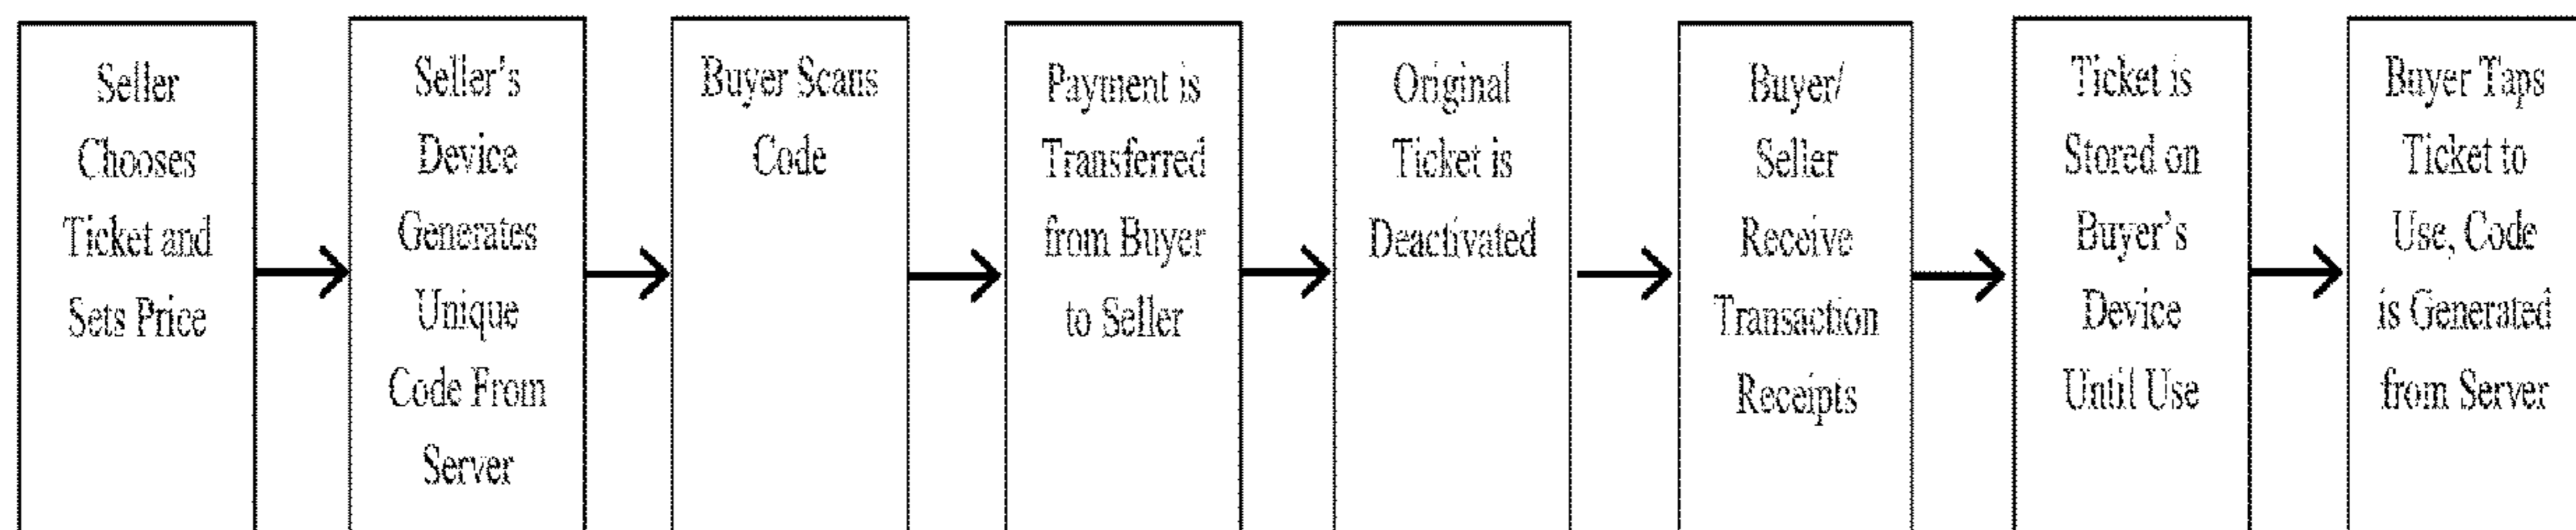 Seller
Chooses
Ticket and
Sets Price
Seller's
Device
Generates
Unique
Code From
Server
Buyer Scans
Code
Payment is
Transferred
from Buyer
to Seller
Original
Ticket is
Deactivated
Buyer/
Seller
Receive
Transaction
Receipts
Ticket is
Stored on
Buyer's
Device
Until Use
Buyer Taps
Ticket to
Use, Code
is Generated
from Server